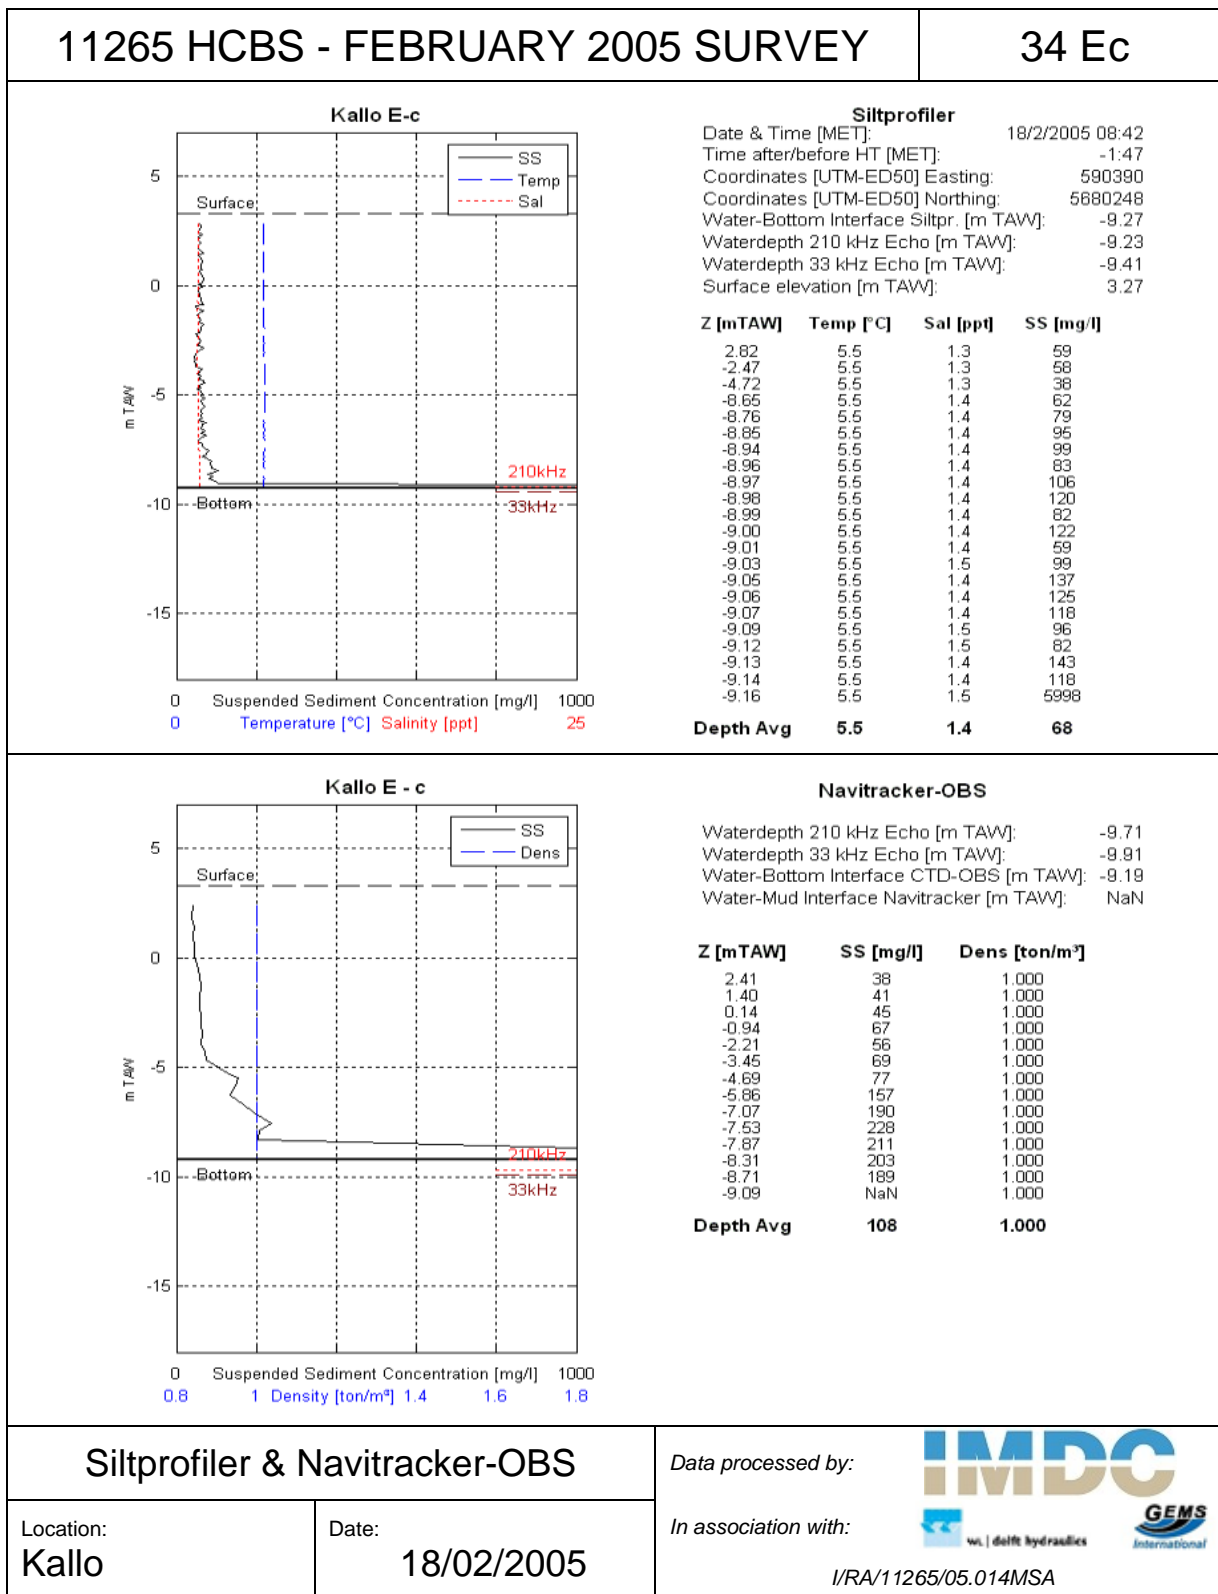 11265 HCBS - FEBRUARY 2005 SURVEY
34 Ec
Kallo E-c
SS
Temp
Sal
5
0
-5
-10
-15
m TAW
Surface
Bottom
210kHz
33kHz
0 Suspended Sediment Concentration [mg/l] 1000
0 Temperature [°C] Salinity [ppt] 25
Siltprofiler
Date & Time [MET]: 18/2/2005 08:42
Time after/before HT [MET]: -1:47
Coordinates [UTM-ED50] Easting: 590390
Coordinates [UTM-ED50] Northing: 5680248
Water-Bottom Interface Siltpr. [m TAW]: -9.27
Waterdepth 210 kHz Echo [m TAW]: -9.23
Waterdepth 33 kHz Echo [m TAW]: -9.41
Surface elevation [m TAW]: 3.27
Z [mTAW] Temp [°C] Sal [ppt] SS [mg/l]
2.82 5.5 1.3 59
-2.47 5.5 1.3 58
-4.72 5.5 1.3 38
-8.65 5.5 1.4 62
-8.76 5.5 1.4 79
-8.85 5.5 1.4 95
-8.94 5.5 1.4 99
-8.96 5.5 1.4 83
-8.97 5.5 1.4 106
-8.98 5.5 1.4 120
-8.99 5.5 1.4 82
-9.00 5.5 1.4 122
-9.01 5.5 1.4 59
-9.03 5.5 1.5 99
-9.05 5.5 1.4 137
-9.06 5.5 1.4 125
-9.07 5.5 1.4 118
-9.09 5.5 1.5 96
-9.12 5.5 1.5 82
-9.13 5.5 1.4 143
-9.14 5.5 1.4 118
-9.16 5.5 1.5 5998
Depth Avg 5.5 1.4 68
Kallo E - c
SS
Dens
5
0
-5
-10
-15
m TAW
Surface
Bottom
210kHz
33kHz
0 Suspended Sediment Concentration [mg/l] 1000
0.8 1 Density [ton/m³] 1.4 1.6 1.8
Navitracker-OBS
Waterdepth 210 kHz Echo [m TAW]: -9.71
Waterdepth 33 kHz Echo [m TAW]: -9.91
Water-Bottom Interface CTD-OBS [m TAW]: -9.19
Water-Mud Interface Navitracker [m TAW]: NaN
Z [mTAW] SS [mg/l] Dens [ton/m³]
2.41 38 1.000
1.40 41 1.000
0.14 45 1.000
-0.94 67 1.000
-2.21 56 1.000
-3.45 69 1.000
-4.69 77 1.000
-5.86 157 1.000
-7.07 190 1.000
-7.53 228 1.000
-7.87 211 1.000
-8.31 203 1.000
-8.71 189 1.000
-9.09 NaN 1.000
Depth Avg 108 1.000
Siltprofiler & Navitracker-OBS
Location:
Kallo
Date:
18/02/2005
Data processed by:
IMDC
In association with:
wL | delft hydraulics
GEMS
International
I/RA/11265/05.014MSA